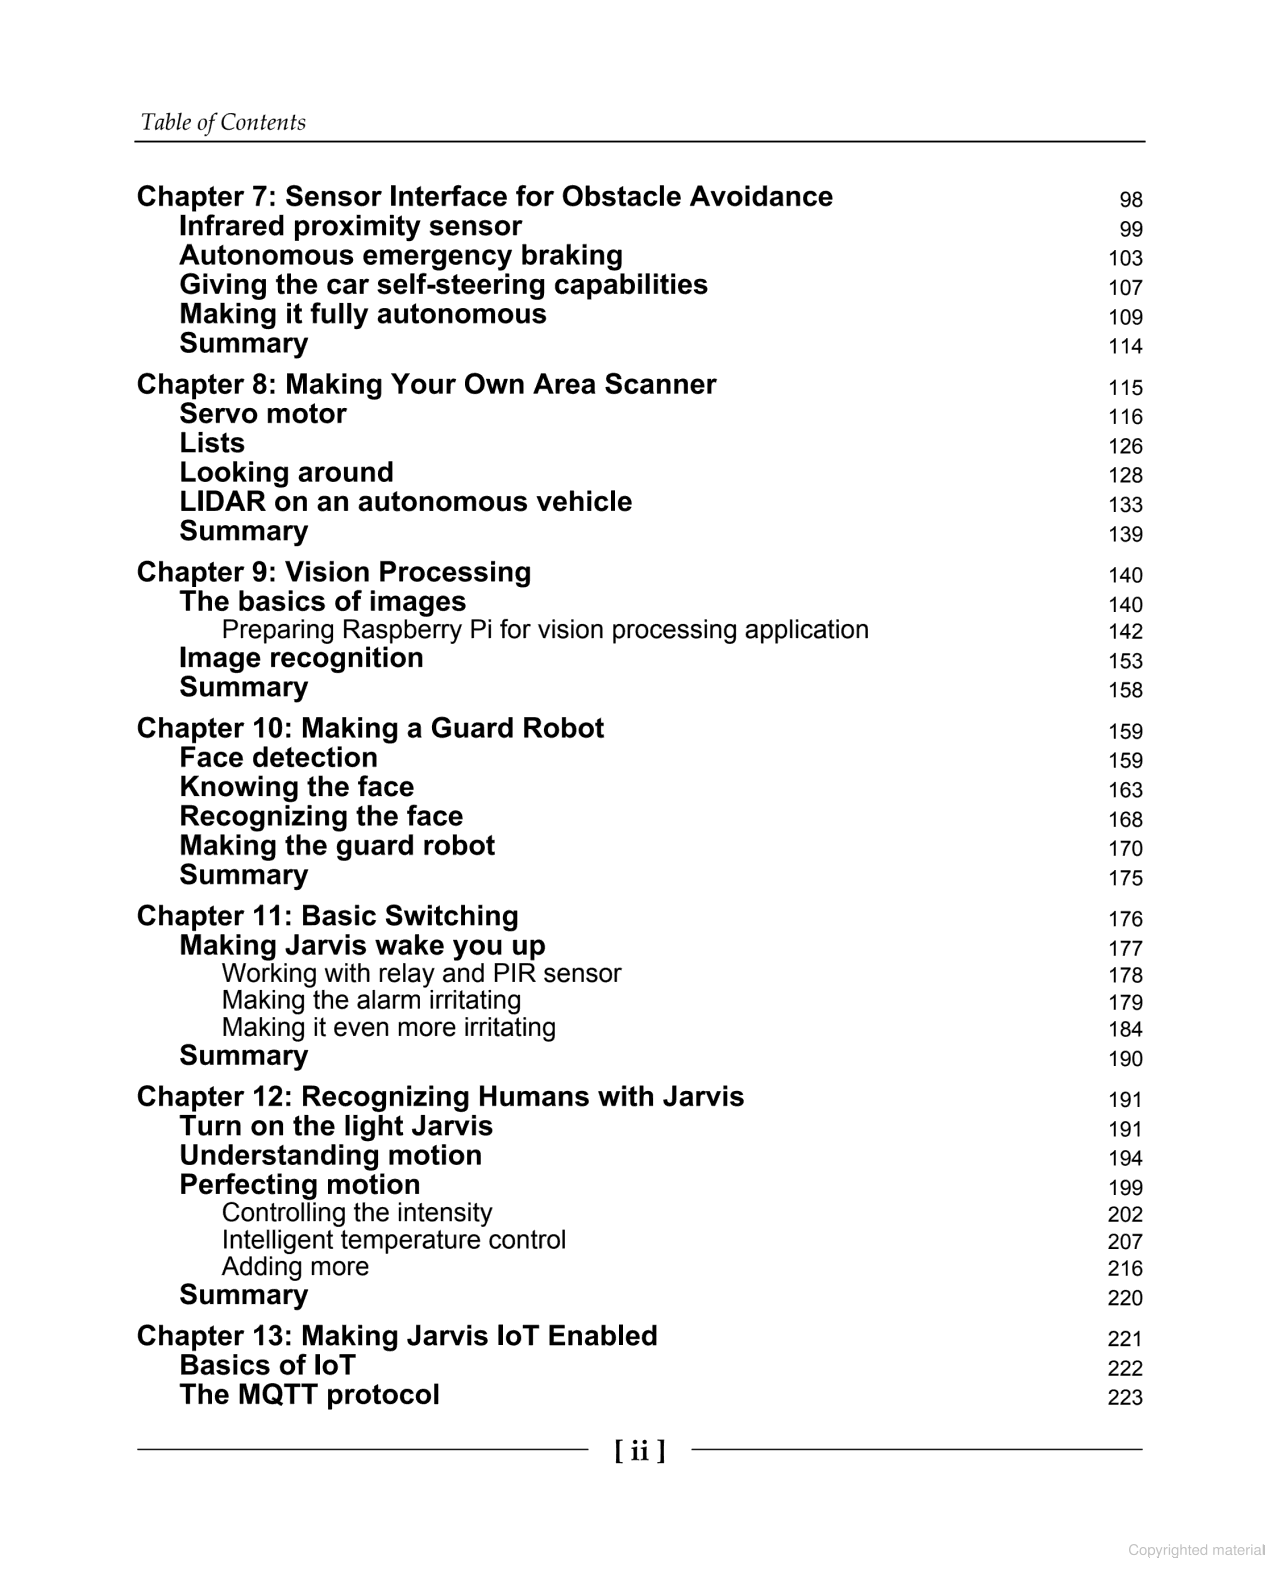 Table of Contents
Chapter 7: Sensor Interface for Obstacle Avoidance 98
Infrared proximity sensor 99
Autonomous emergency braking 103
Giving the car self-steering capabilities 107
Making it fully autonomous 109
Summary 114
Chapter 8: Making Your Own Area Scanner 115
Servo motor 116
Lists 126
Looking around 128
LIDAR on an autonomous vehicle 133
Summary 139
Chapter 9: Vision Processing 140
The basics of images 140
Preparing Raspberry Pi for vision processing application 142
Image recognition 153
Summary 158
Chapter 10: Making a Guard Robot 159
Face detection 159
Knowing the face 163
Recognizing the face 168
Making the guard robot 170
Summary 175
Chapter 11: Basic Switching 176
Making Jarvis wake you up 177
Working with relay and PIR sensor 178
Making the alarm irritating 179
Making it even more irritating 184
Summary 190
Chapter 12: Recognizing Humans with Jarvis 191
Turn on the light Jarvis 191
Understanding motion 194
Perfecting motion 199
Controlling the intensity 202
Intelligent temperature control 207
Adding more 216
Summary 220
Chapter 13: Making Jarvis IoT Enabled 221
Basics of IoT 222
The MQTT protocol 223
[ ii ]
Copyrighted material